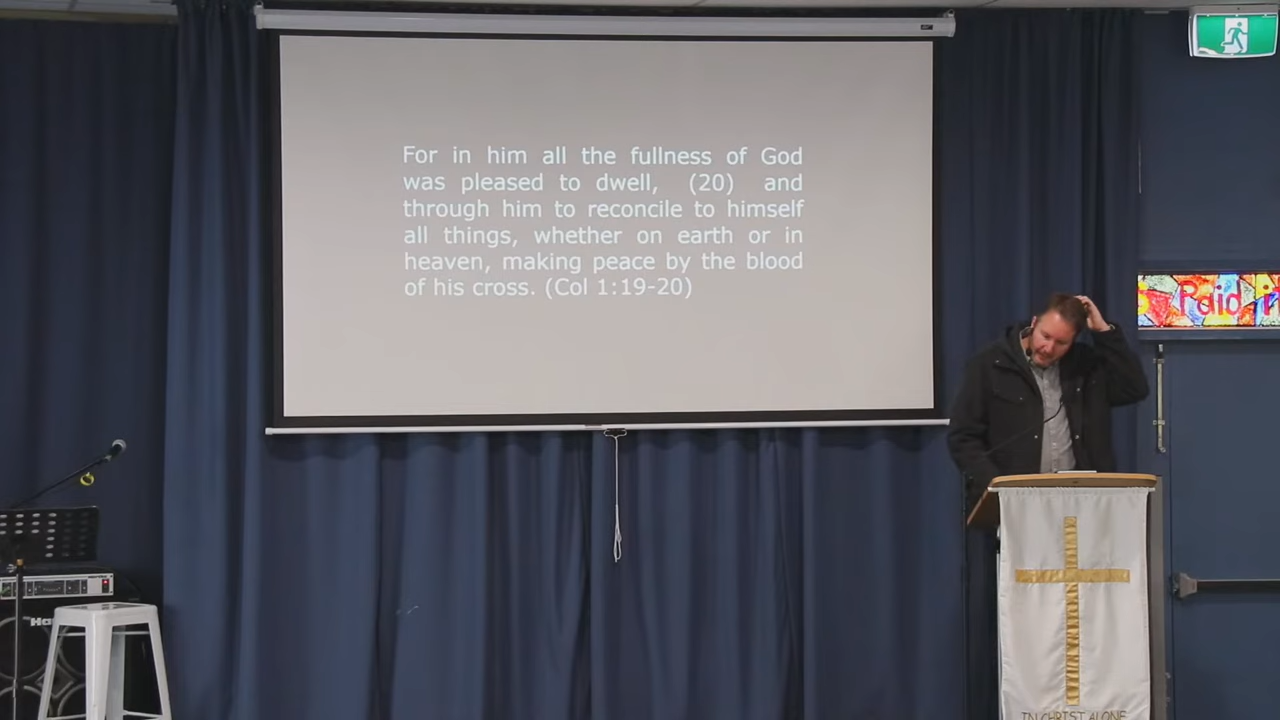 For in him all the fullness of God
was pleased to dwell, (20) and
through him to reconcile to himself
all things, whether on earth or in
heaven, making peace by the blood
of his cross. (Col 1:19-20)
Paid
Ha
IN CHRIST ALONE